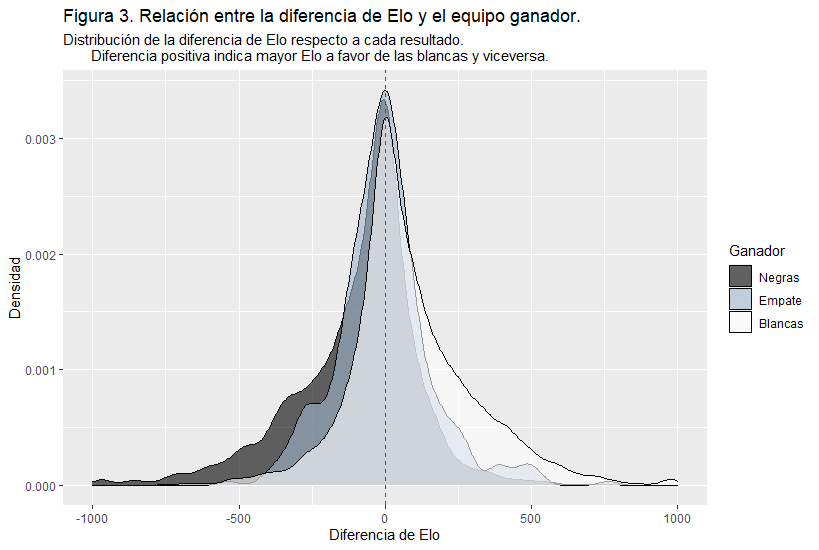 Figura 3. Relación entre la diferencia de Elo y el equipo ganador.
Distribución de la diferencia de Elo respecto a cada resultado.
Diferencia positiva indica mayor Elo a favor de las blancas y viceversa.
0.003
0.002
0.001
0.000
Densidad
-1000
-500
0
500
1000
Diferencia de Elo
Ganador
Negras
Empate
Blancas